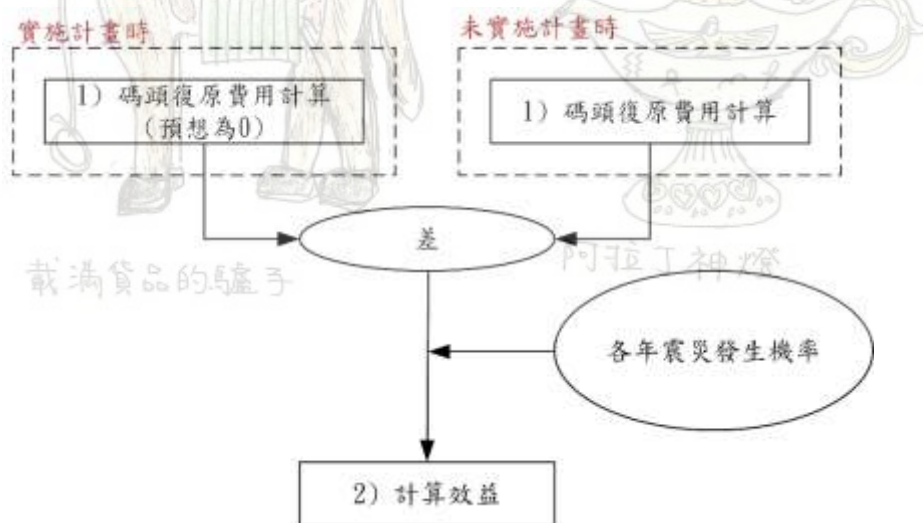 實施計畫時
未實施計畫時
1) 碼頭復原費用計算
(預想為0)
1) 碼頭復原費用計算
差
載滿貨品的驢子
阿拉丁神燈
各年震災發生機率
2) 計算效益